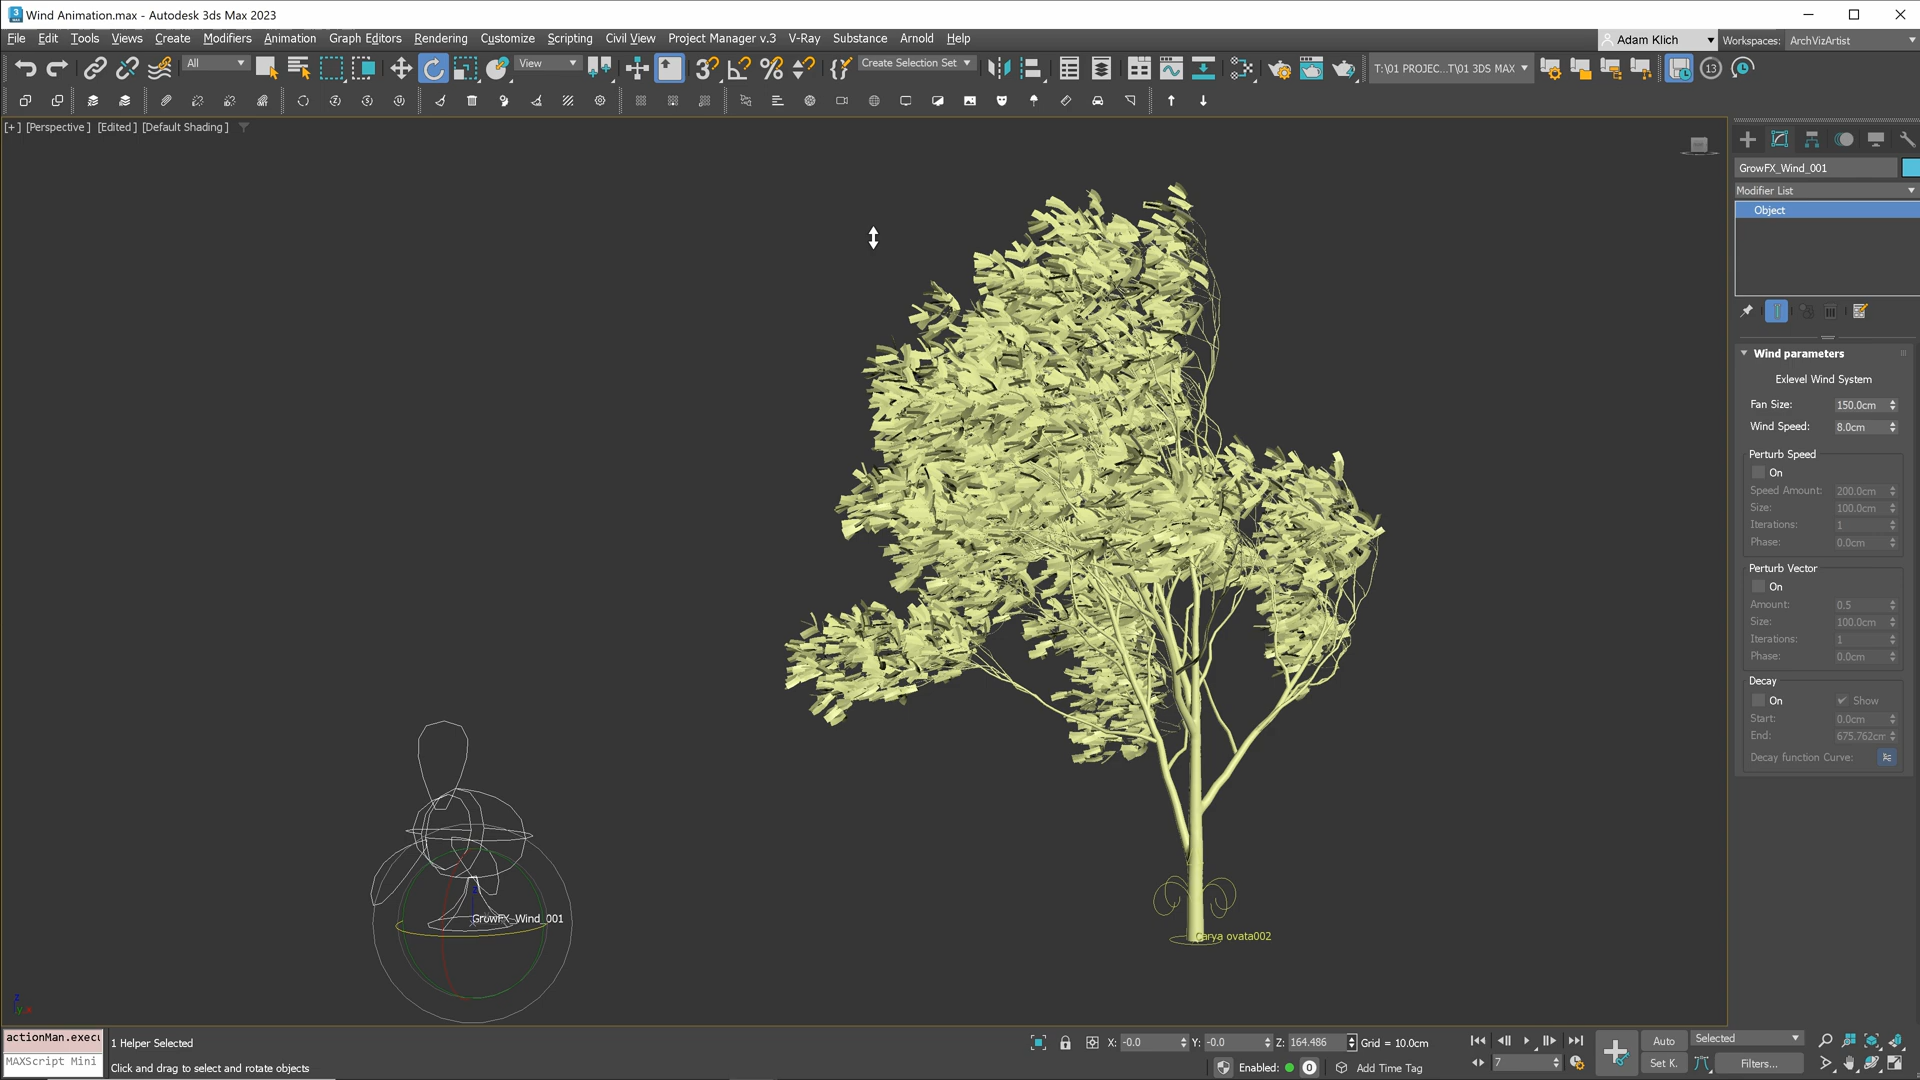 Wind Animation.max - Autodesk 3ds Max 2023
File Edit Tools Views Create Modifiers Animation Graph Editors Rendering Customize Scripting Civil View Project Manager v.3 V-Ray Substance Arnold Help
Adam Klich
Workspaces: ArchVizArtist
All
View
Create Selection Set
T:\01 PROJEC...T\01 3DS MAX
13
[+] [Perspective] [Edited] [Default Shading]
GrowFX_Wind_001
Modifier List
Object
Wind parameters
Exlevel Wind System
Fan Size: 150.0cm
Wind Speed: 8.0cm
Perturb Speed
On
Speed Amount: 200.0cm
Size: 100.0cm
Iterations: 1
Phase: 0.0cm
Perturb Vector
On
Amount: 0.5
Size: 100.0cm
Iterations: 1
Phase: 0.0cm
Decay
On Show
Start: 0.0cm
End: 675.762cm
Decay function Curve:
GrowFX_Wind_001
Carya ovata002
z
y x
actionMan.execu
MAXScript Mini
1 Helper Selected
Click and drag to select and rotate objects
X: -0.0 Y: -0.0 Z: 164.486 Grid = 10.0cm
Enabled: 0 Add Time Tag
7
Auto Selected
Set K. Filters...